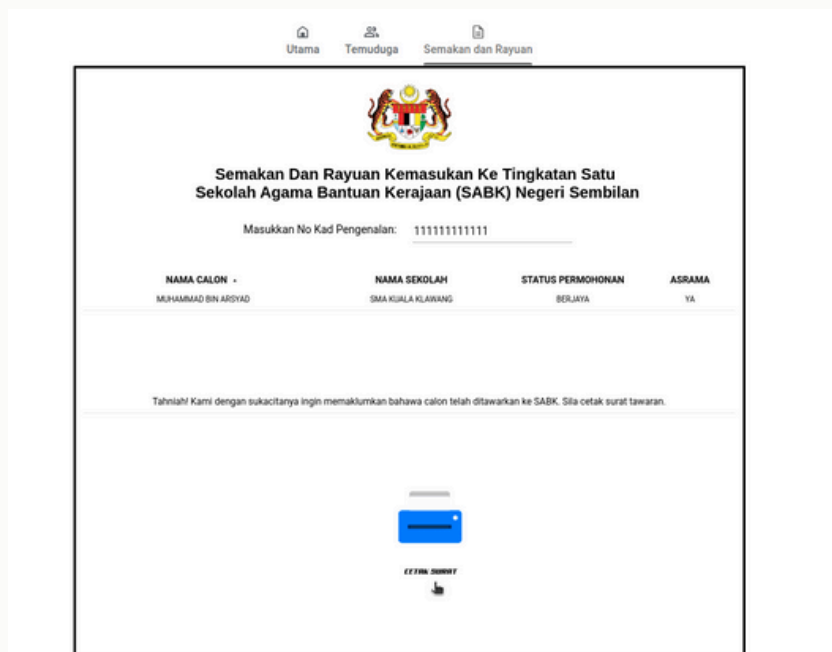 Utama Temuduga Semakan dan Rayuan
Semakan Dan Rayuan Kemasukan Ke Tingkatan Satu
Sekolah Agama Bantuan Kerajaan (SABK) Negeri Sembilan
Masukkan No Kad Pengenalan: 111111111111
NAMA CALON NAMA SEKOLAH STATUS PERMOHONAN ASRAMA
MUHAMMAD BIN ARSYAD SMA KUALA KLAWANG BERJAYA YA
Tahniah! Kami dengan sukacitanya ingin memaklumkan bahawa calon telah ditawarkan ke SABK. Sila cetak surat tawaran.
CETAK SURAT